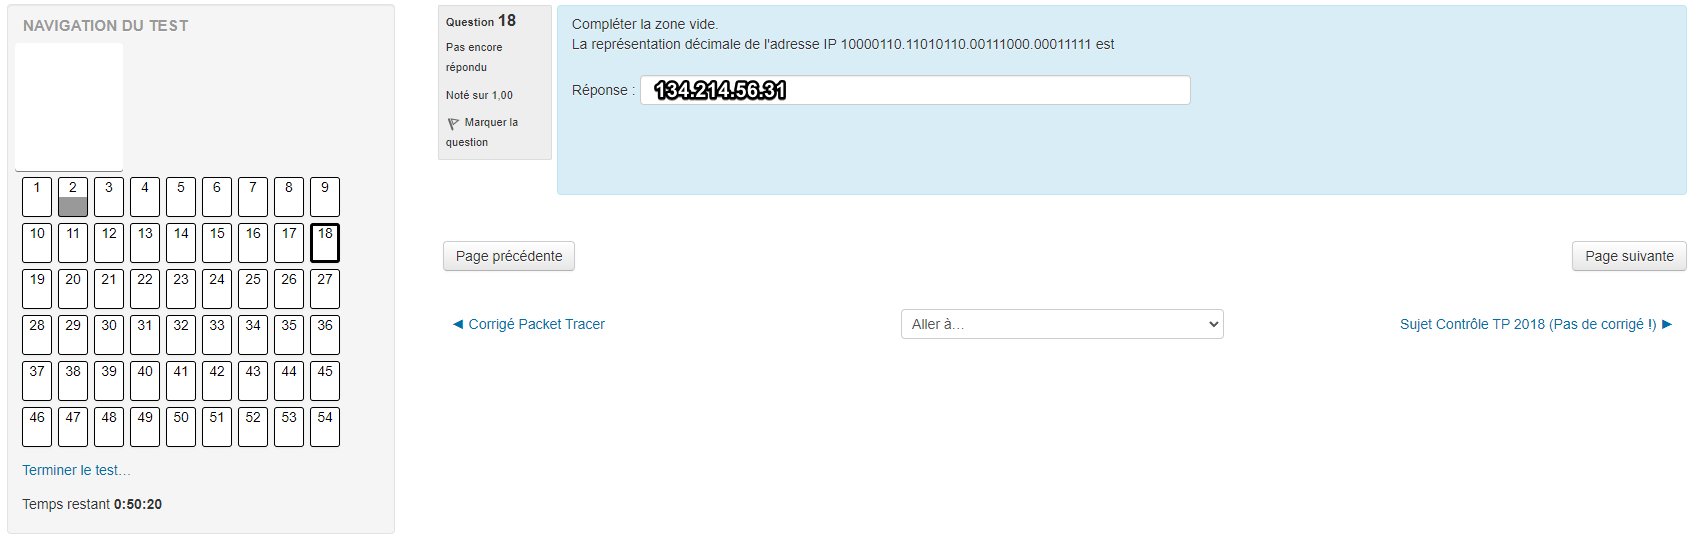 NAVIGATION DU TEST
1 2 3 4 5 6 7 8 9
10 11 12 13 14 15 16 17 18
19 20 21 22 23 24 25 26 27
28 29 30 31 32 33 34 35 36
37 38 39 40 41 42 43 44 45
46 47 48 49 50 51 52 53 54
Terminer le test…
Temps restant 0:50:20
Question 18
Pas encore
répondu
Noté sur 1,00
Marquer la
question
Compléter la zone vide.
La représentation décimale de l'adresse IP 10000110.11010110.00111000.00011111 est
Réponse : 134.214.56.31
Page précédente
Page suivante
◄ Corrigé Packet Tracer
Aller à…
Sujet Contrôle TP 2018 (Pas de corrigé !) ►